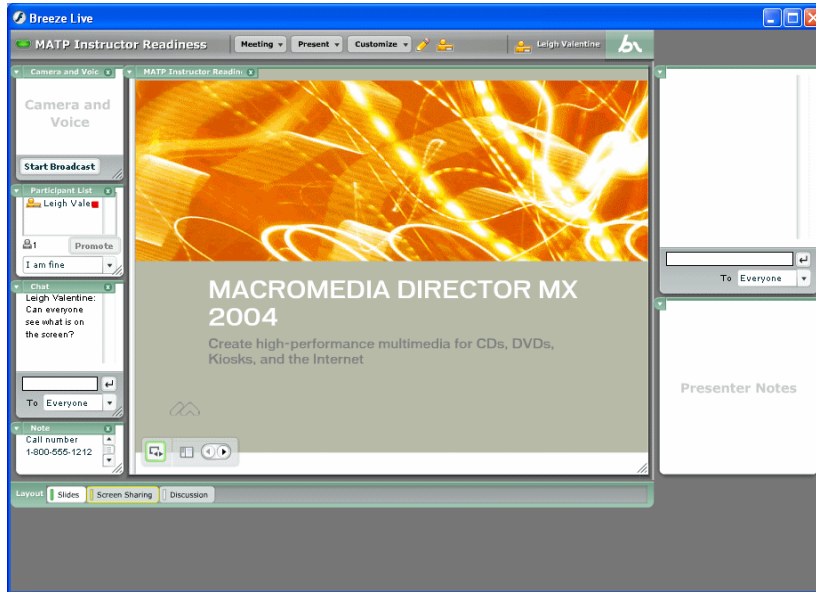 Breeze Live
MATP Instructor Readiness
Meeting
Present
Customize
Leigh Valentine
Camera and Voic
Camera and
Voice
Start Broadcast
Participant List
Leigh Vale
1
Promote
I am fine
Chat
Leigh Valentine:
Can everyone
see what is on
the screen?
To Everyone
Note
Call number
1-800-555-1212
MATP Instructor Readin
MACROMEDIA DIRECTOR MX
2004
Create high-performance multimedia for CDs, DVDs,
Kiosks, and the Internet
To Everyone
Presenter Notes
Layout
Slides
Screen Sharing
Discussion